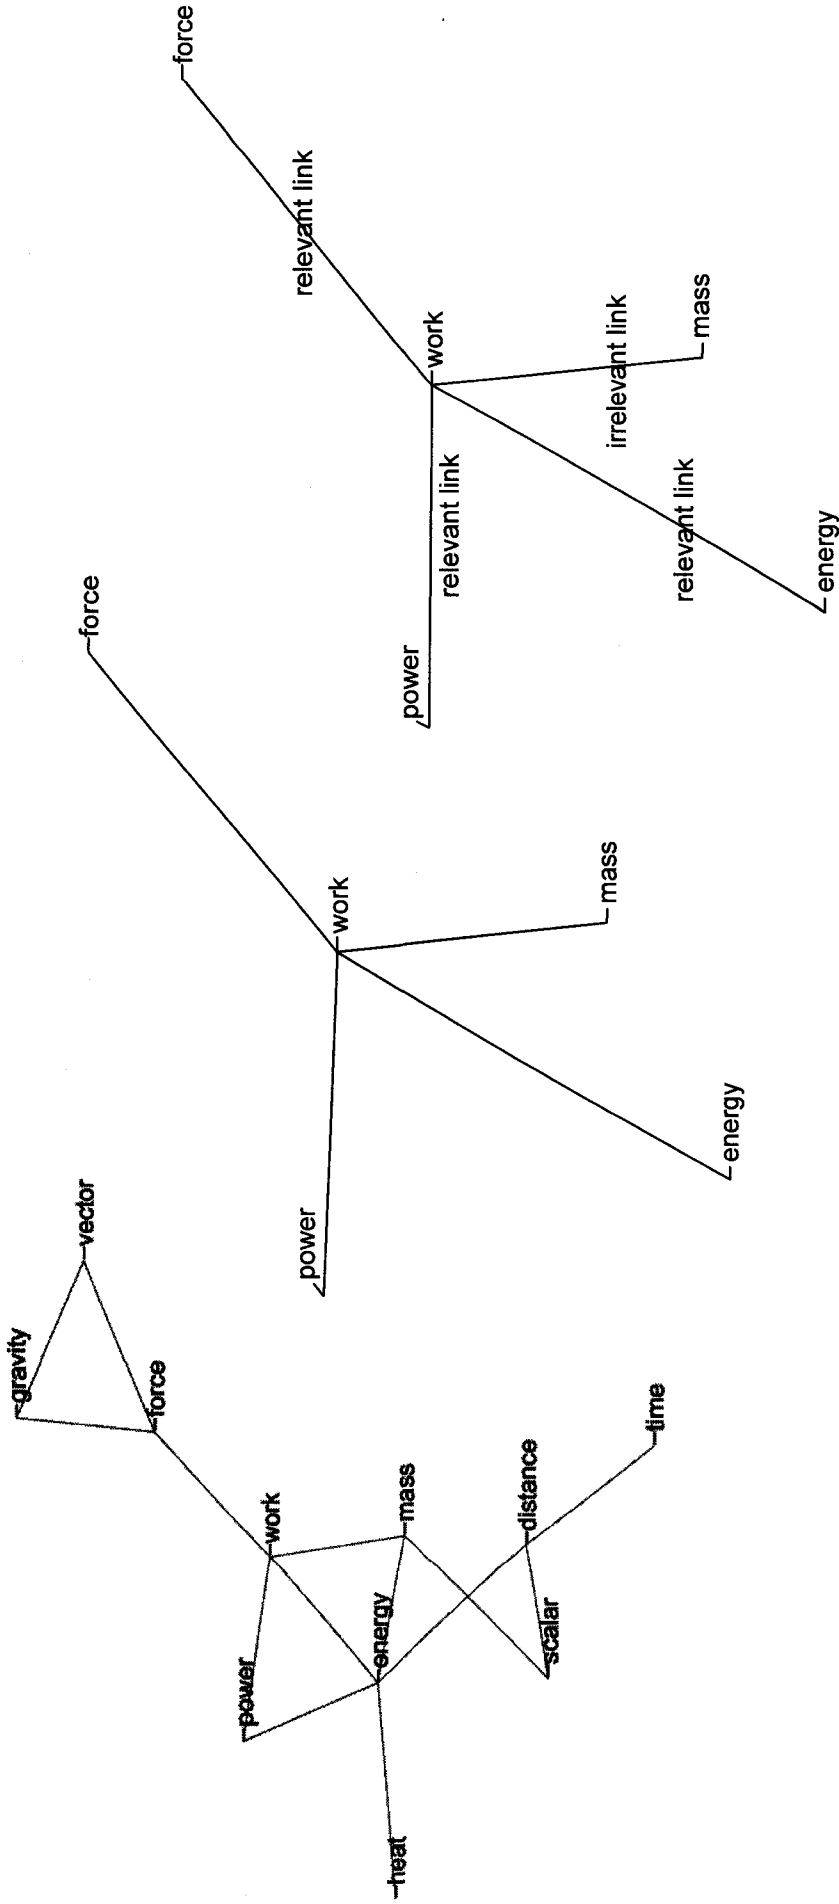 gravity
vector
force
work
power
mass
energy
distance
time
scalar
heat
force
work
power
mass
energy
force
relevant link
work
power
relevant link
irrelevant link
mass
relevant link
energy